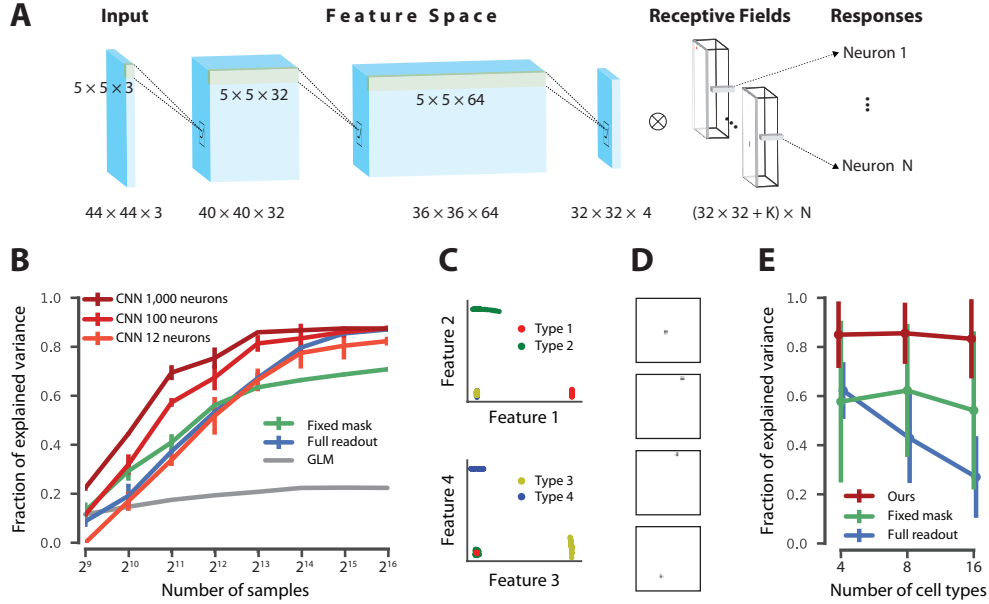 A
Input
Feature Space
Receptive Fields
Responses
5 × 5 × 3
5 × 5 × 32
5 × 5 × 64
Neuron 1
Neuron N
44 × 44 × 3
40 × 40 × 32
36 × 36 × 64
32 × 32 × 4
(32 × 32 + K) × N
B
Fraction of explained variance
1.0
0.8
0.6
0.4
0.2
0.0
CNN 1,000 neurons
CNN 100 neurons
CNN 12 neurons
Fixed mask
Full readout
GLM
2⁹
2¹⁰
2¹¹
2¹²
2¹³
2¹⁴
2¹⁵
2¹⁶
Number of samples
C
Feature 2
Type 1
Type 2
Feature 1
Feature 4
Type 3
Type 4
Feature 3
D
E
Fraction of explained variance
1.0
0.8
0.6
0.4
0.2
0.0
Ours
Fixed mask
Full readout
4
8
16
Number of cell types